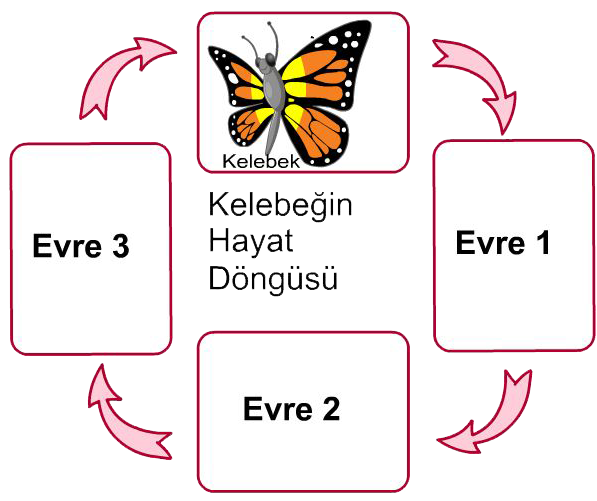 Kelebek
Kelebeğin
Hayat
Döngüsü
Evre 1
Evre 2
Evre 3